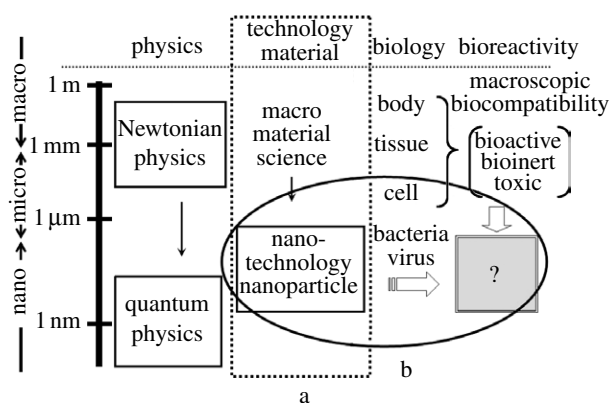 physics
technology
material
biology
bioreactivity
macro
micro
nano
1 m
1 mm
1 μm
1 nm
Newtonian
physics
quantum
physics
macro
material
science
nano-
technology
nanoparticle
body
tissue
cell
bacteria
virus
macroscopic
biocompatibility
bioactive
bioinert
toxic
?
a
b